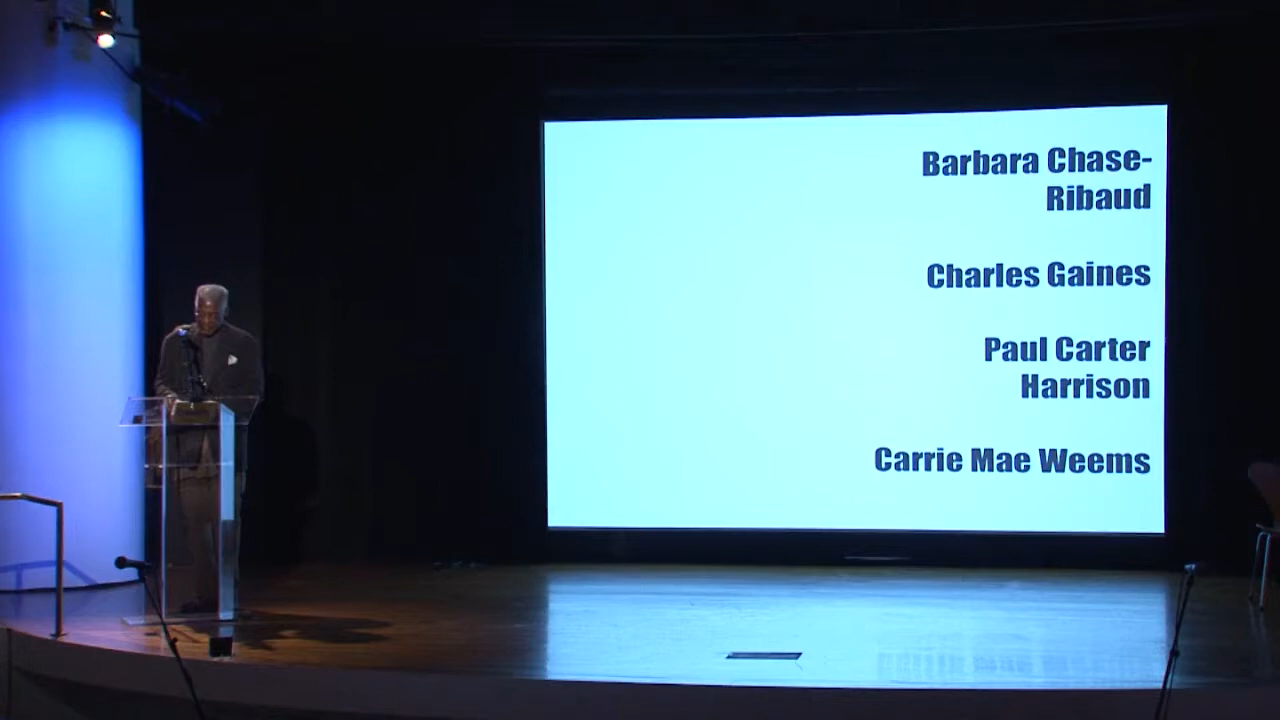 Barbara Chase-
Ribaud
Charles Gaines
Paul Carter
Harrison
Carrie Mae Weems